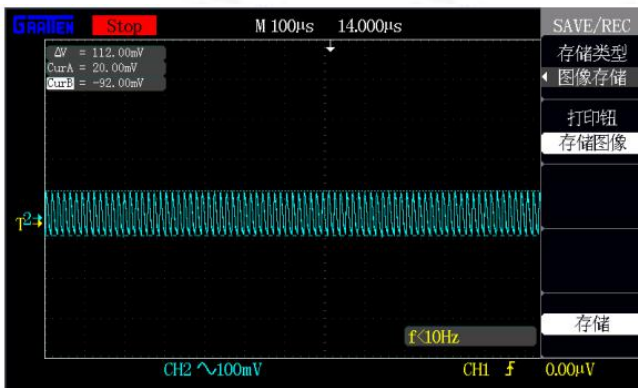 GRATTEN Stop M 100μs 14.000μs SAVE/REC
ΔV = 112.00mV
CurA = 20.00mV
CurB = -92.00mV
存储类型
图像存储
打印钮
存储图像
T 2
f<10Hz
存储
CH2 100mV CH1 0.00μV